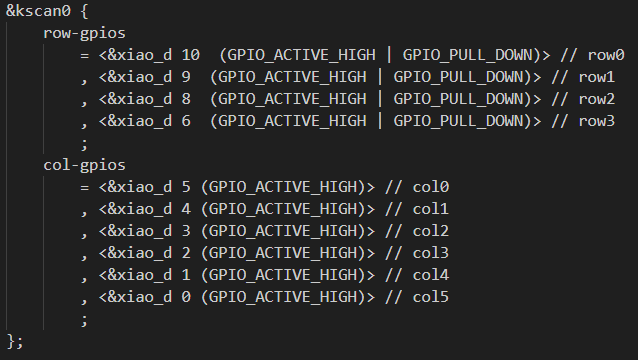 &kscan0 {
    row-gpios
        = <&xiao_d 10  (GPIO_ACTIVE_HIGH | GPIO_PULL_DOWN)> // row0
        , <&xiao_d 9  (GPIO_ACTIVE_HIGH | GPIO_PULL_DOWN)> // row1
        , <&xiao_d 8  (GPIO_ACTIVE_HIGH | GPIO_PULL_DOWN)> // row2
        , <&xiao_d 6  (GPIO_ACTIVE_HIGH | GPIO_PULL_DOWN)> // row3
        ;
    col-gpios
        = <&xiao_d 5 (GPIO_ACTIVE_HIGH)> // col0
        , <&xiao_d 4 (GPIO_ACTIVE_HIGH)> // col1
        , <&xiao_d 3 (GPIO_ACTIVE_HIGH)> // col2
        , <&xiao_d 2 (GPIO_ACTIVE_HIGH)> // col3
        , <&xiao_d 1 (GPIO_ACTIVE_HIGH)> // col4
        , <&xiao_d 0 (GPIO_ACTIVE_HIGH)> // col5
        ;
};